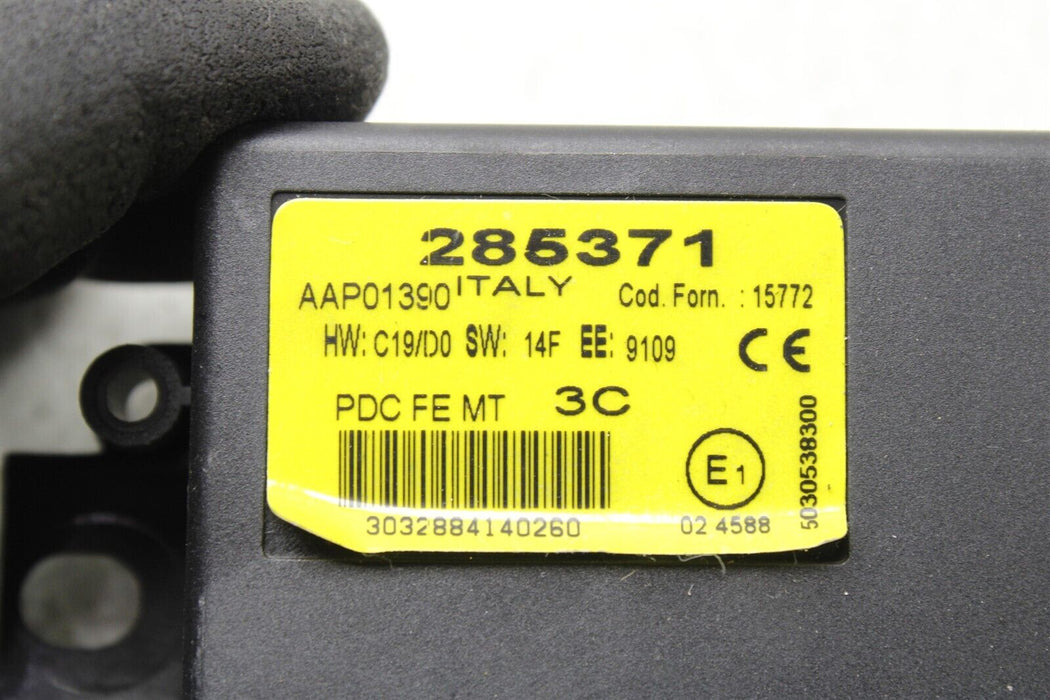 285371
ITALY
AAP01390 Cod. Forn. : 15772
HW: C19/D0 SW: 14F EE: 9109 CE
PDC FE MT 3C
E1
3032884140260 02 4588
5030538300